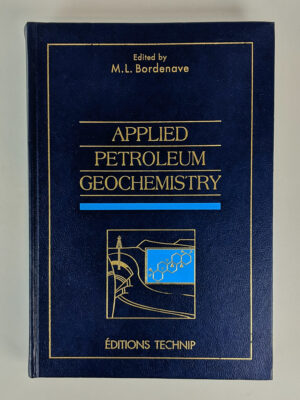 Edited by
M.L. Bordenave
APPLIED
PETROLEUM
GEOCHEMISTRY
ÉDITIONS TECHNIP